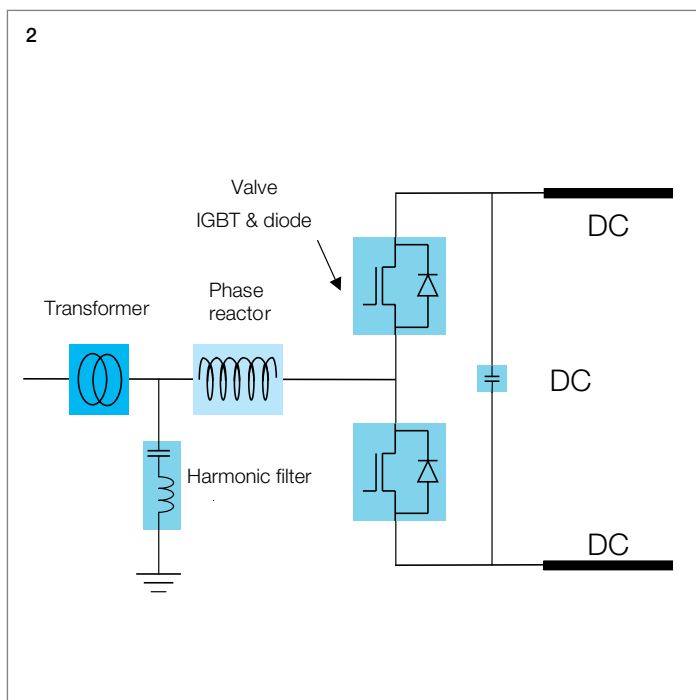 2
Valve
IGBT & diode
DC
Phase
reactor
Transformer
DC
Harmonic filter
DC